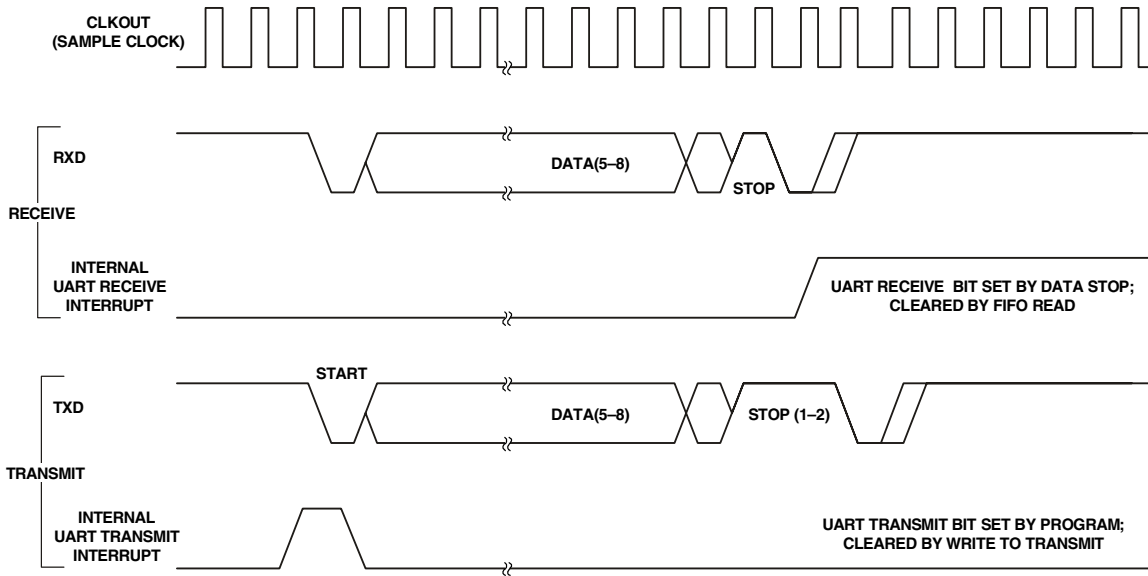 CLKOUT
(SAMPLE CLOCK)
RXD
DATA(5–8)
STOP
RECEIVE
INTERNAL
UART RECEIVE
INTERRUPT
UART RECEIVE BIT SET BY DATA STOP;
CLEARED BY FIFO READ
START
TXD
DATA(5–8)
STOP (1–2)
TRANSMIT
INTERNAL
UART TRANSMIT
INTERRUPT
UART TRANSMIT BIT SET BY PROGRAM;
CLEARED BY WRITE TO TRANSMIT